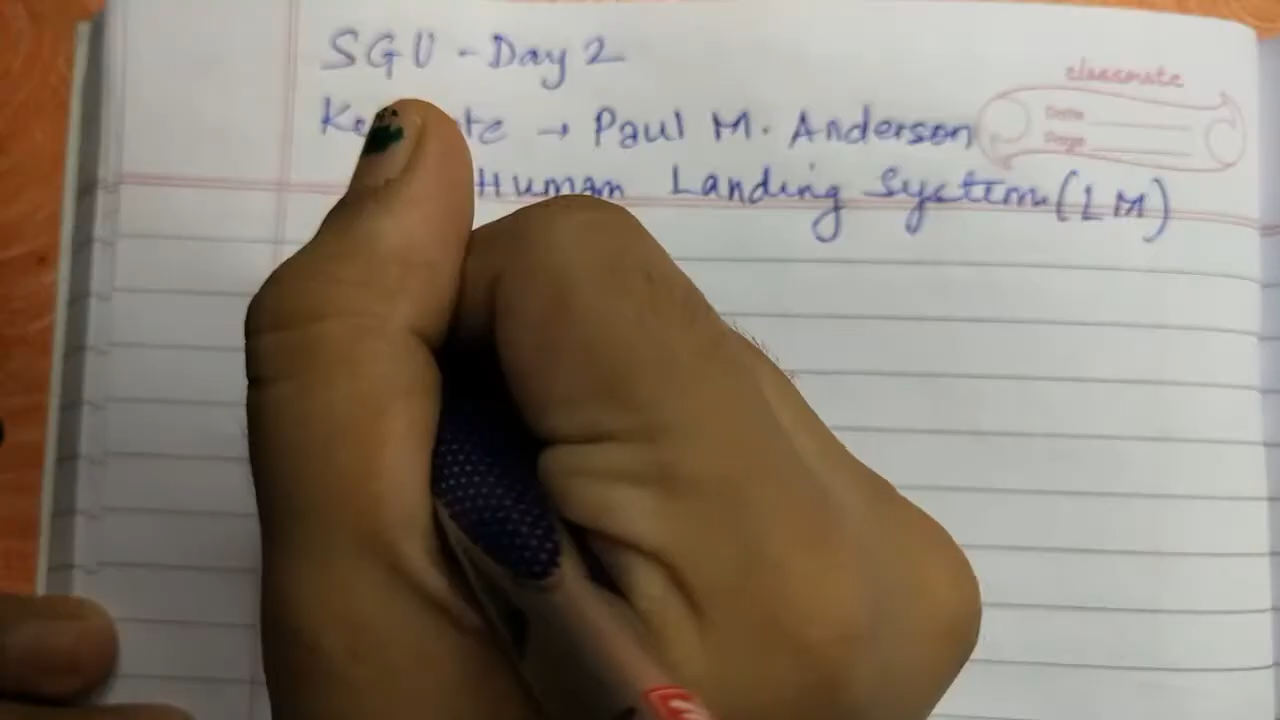 SGU - Day 2
→ Paul M. Anderson
Human Landing System (LM)
classmate
Date
Page